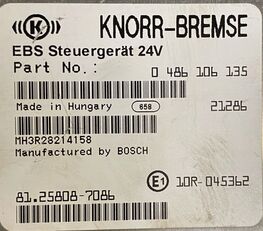 K KNORR-BREMSE
EBS Steuergerät 24V
Part No.: 0 486 106 135
Made in Hungary 658 21286
MH3R28214158
Manufactured by BOSCH
81.25808-7086 E1 10R-045362